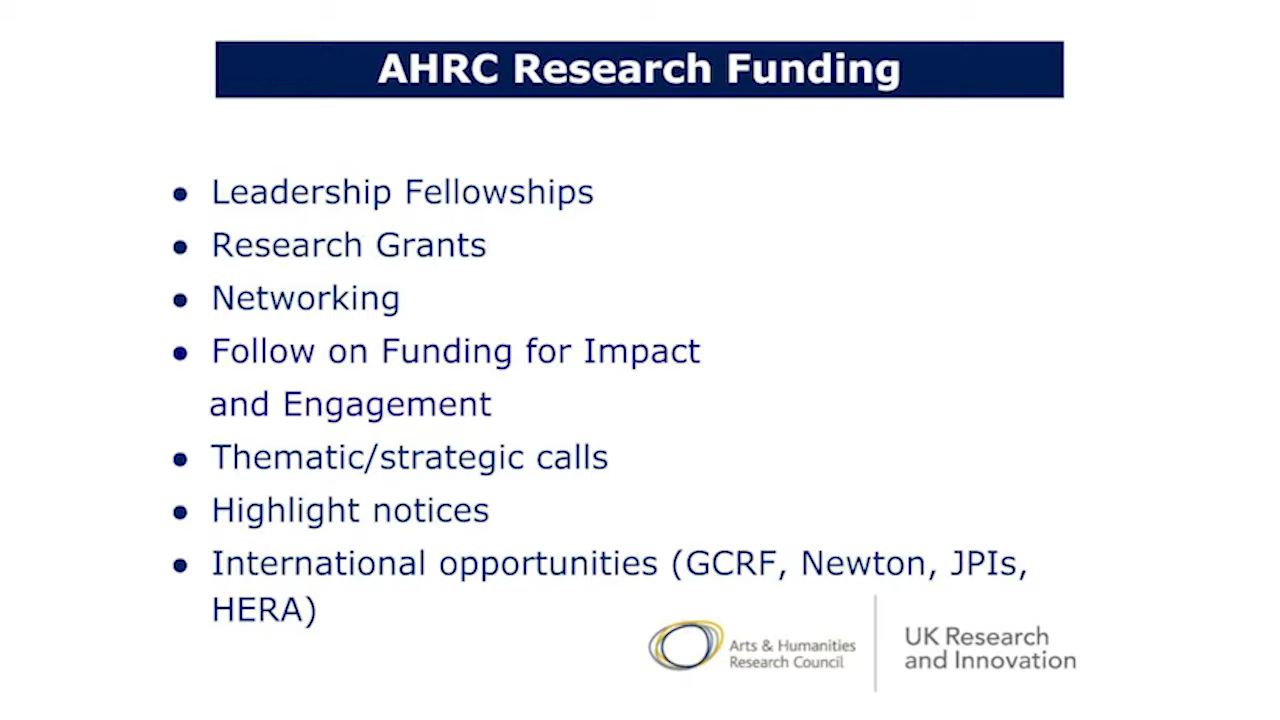 AHRC Research Funding
● Leadership Fellowships
● Research Grants
● Networking
● Follow on Funding for Impact
and Engagement
● Thematic/strategic calls
● Highlight notices
● International opportunities (GCRF, Newton, JPIs,
HERA)
Arts & Humanities
Research Council
UK Research
and Innovation